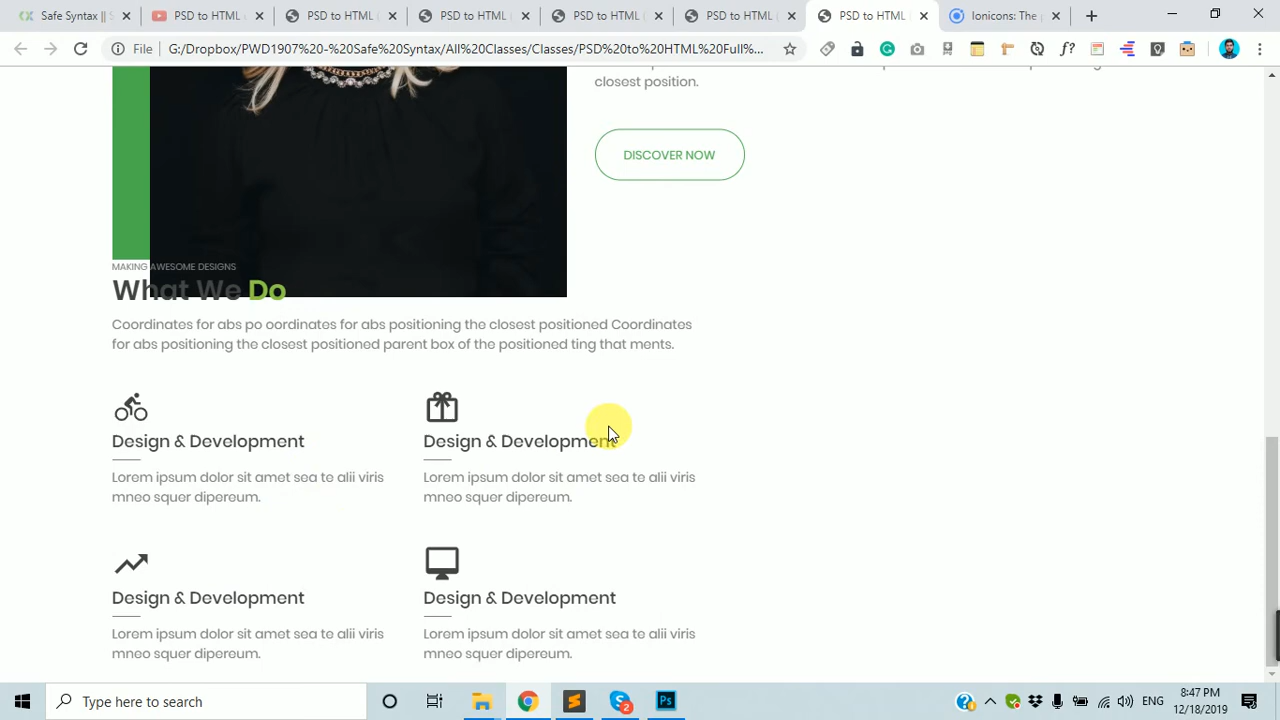 Safe Syntax || S
PSD to HTML
PSD to HTML
PSD to HTML
PSD to HTML
PSD to HTML
PSD to HTML
Ionicons: The
File G:/Dropbox/PWD1907%20-%20Safe%20Syntax/All%20Classes/Classes/PSD%20to%20HTML%20Full%...
closest position.
DISCOVER NOW
MAKING AWESOME DESIGNS
What We Do
Coordinates for abs po oordinates for abs positioning the closest positioned Coordinates
for abs positioning the closest positioned parent box of the positioned ting that ments.
Design & Development
Lorem ipsum dolor sit amet sea te alii viris
mneo squer dipereum.
Design & Development
Lorem ipsum dolor sit amet sea te alii viris
mneo squer dipereum.
Design & Development
Lorem ipsum dolor sit amet sea te alii viris
mneo squer dipereum.
Design & Development
Lorem ipsum dolor sit amet sea te alii viris
mneo squer dipereum.
Type here to search
2
Ps
ENG
8:47 PM
12/18/2019